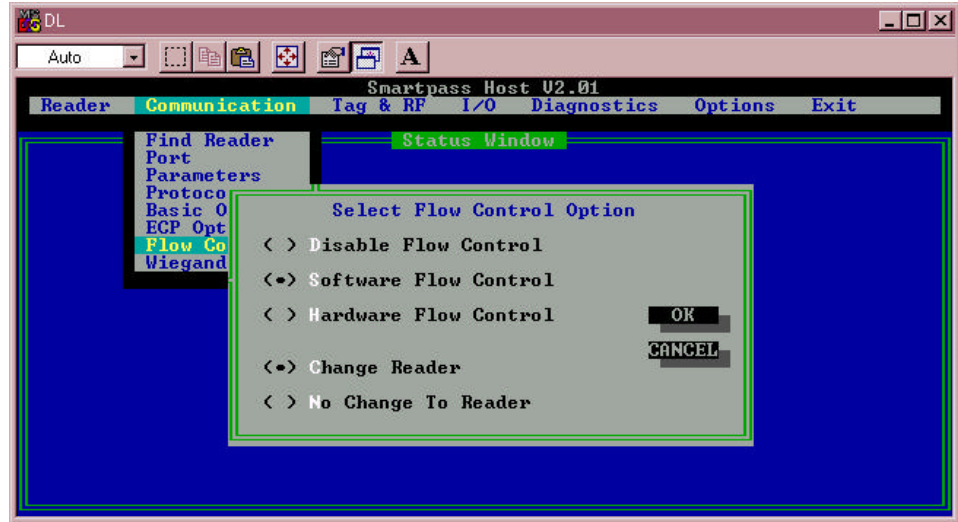 DL
Auto
A
Smartpass Host V2.01
Reader Communication Tag & RF I/O Diagnostics Options Exit
Status Window
Find Reader
Port
Parameters
Protoco
Basic O
ECP Opt
Flow Co
Wiegand
Select Flow Control Option
( ) Disable Flow Control
(•) Software Flow Control
( ) Hardware Flow Control
OK
CANCEL
(•) Change Reader
( ) No Change To Reader